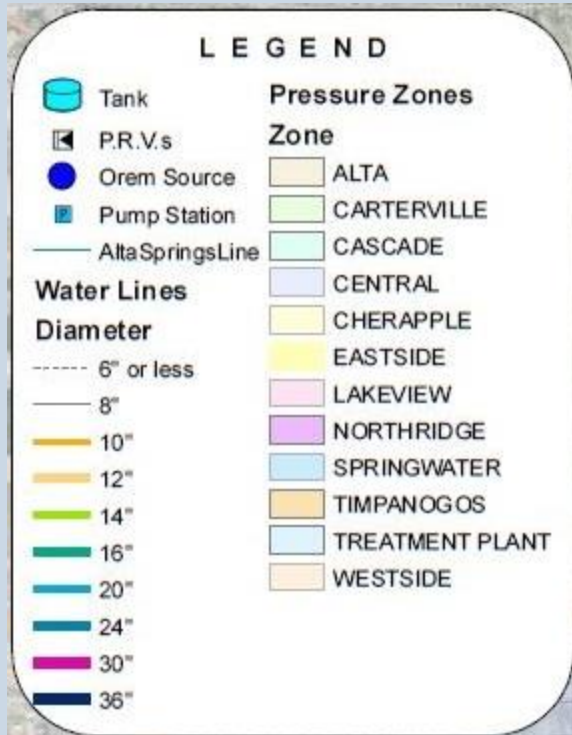 LEGEND
Tank
P.R.V.s
Orem Source
P
Pump Station
AltaSpringsLine
Water Lines
Diameter
6" or less
8"
10"
12"
14"
16"
20"
24"
30"
36"
Pressure Zones
Zone
ALTA
CARTERVILLE
CASCADE
CENTRAL
CHERAPPLE
EASTSIDE
LAKEVIEW
NORTHRIDGE
SPRINGWATER
TIMPANOGOS
TREATMENT PLANT
WESTSIDE